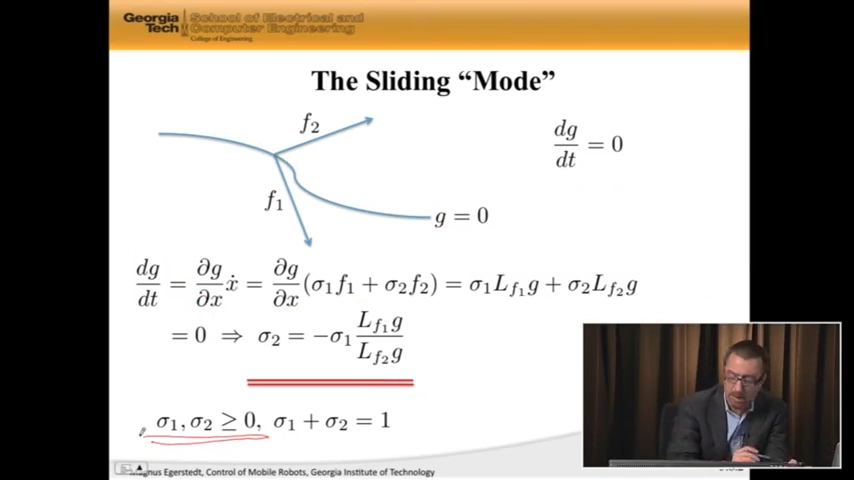 Georgia Tech
School of Electrical and Computer Engineering
College of Engineering
The Sliding “Mode”
f₂
dg/dt = 0
f₁
g = 0
dg/dt = ∂g/∂x ẋ = ∂g/∂x (σ₁f₁ + σ₂f₂) = σ₁L_{f₁}g + σ₂L_{f₂}g
= 0 ⇒ σ₂ = −σ₁ L_{f₁}g / L_{f₂}g
σ₁, σ₂ ≥ 0, σ₁ + σ₂ = 1
Magnus Egerstedt, Control of Mobile Robots, Georgia Institute of Technology